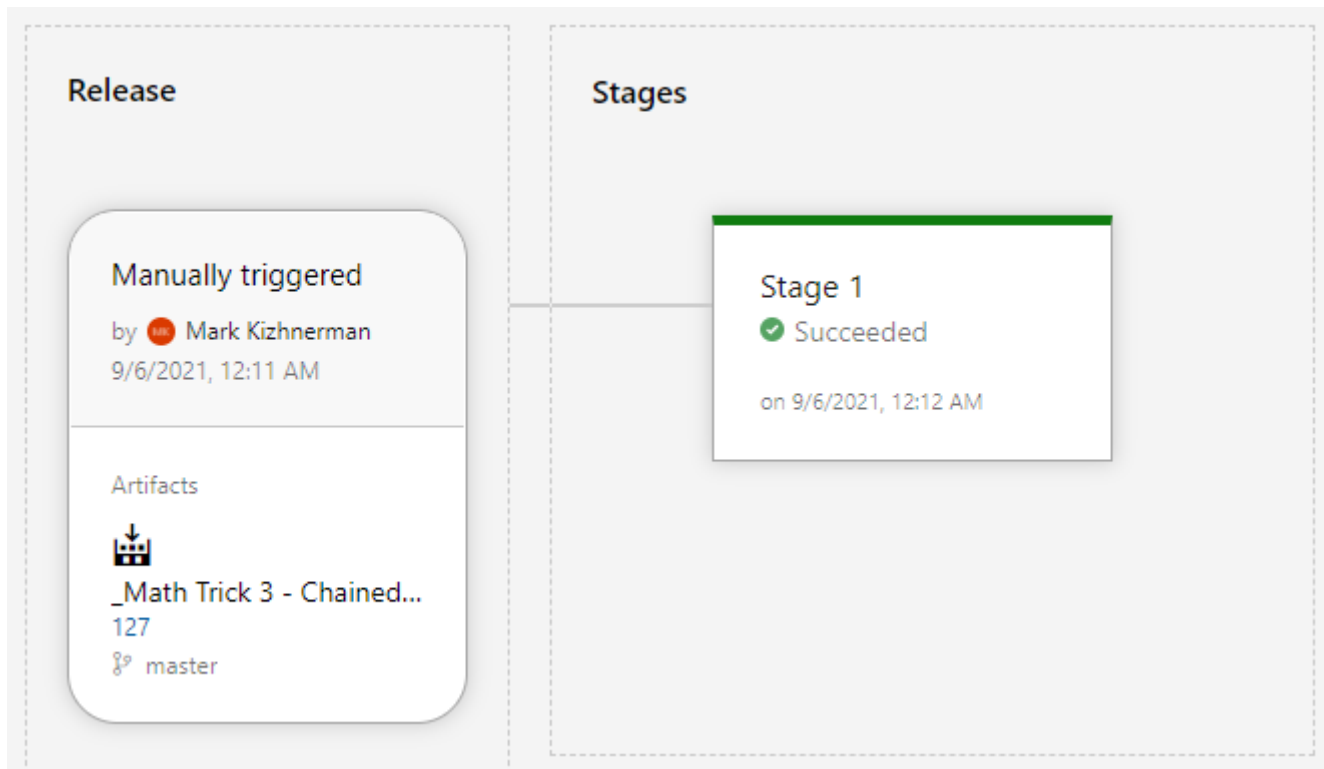 Release
Manually triggered
by MK Mark Kizhnerman
9/6/2021, 12:11 AM
Artifacts
_Math Trick 3 - Chained...
127
master
Stages
Stage 1
Succeeded
on 9/6/2021, 12:12 AM